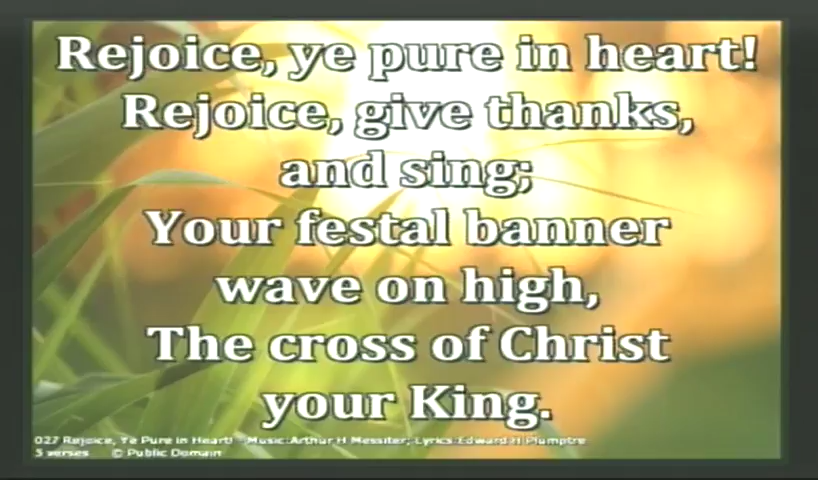 Rejoice, ye pure in heart!
Rejoice, give thanks,
and sing;
Your festal banner
wave on high,
The cross of Christ
your King.
027 Rejoice, Ye Pure in Heart! - Music:Arthur H Messiter; Lyrics:Edward H Plumptre
5 verses © Public Domain